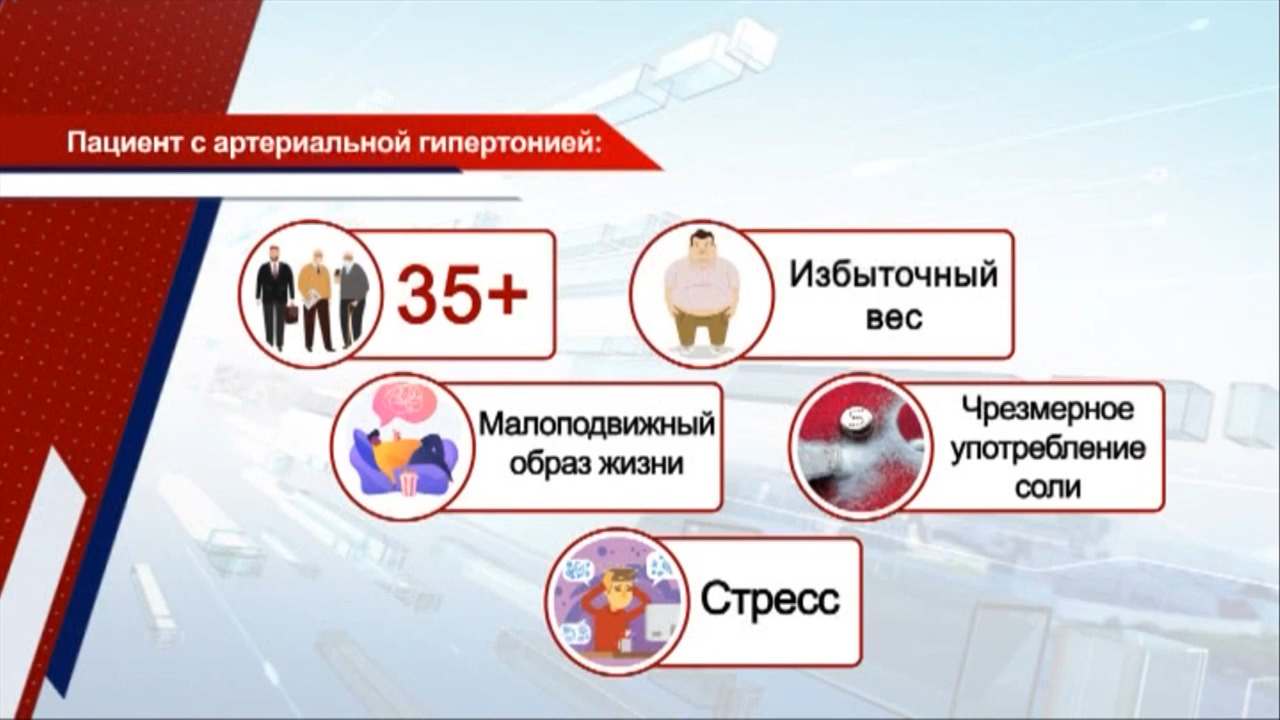 Пациент с артериальной гипертонией:
35+
Избыточный
вес
Малоподвижный
образ жизни
Чрезмерное
употребление
соли
Стресс